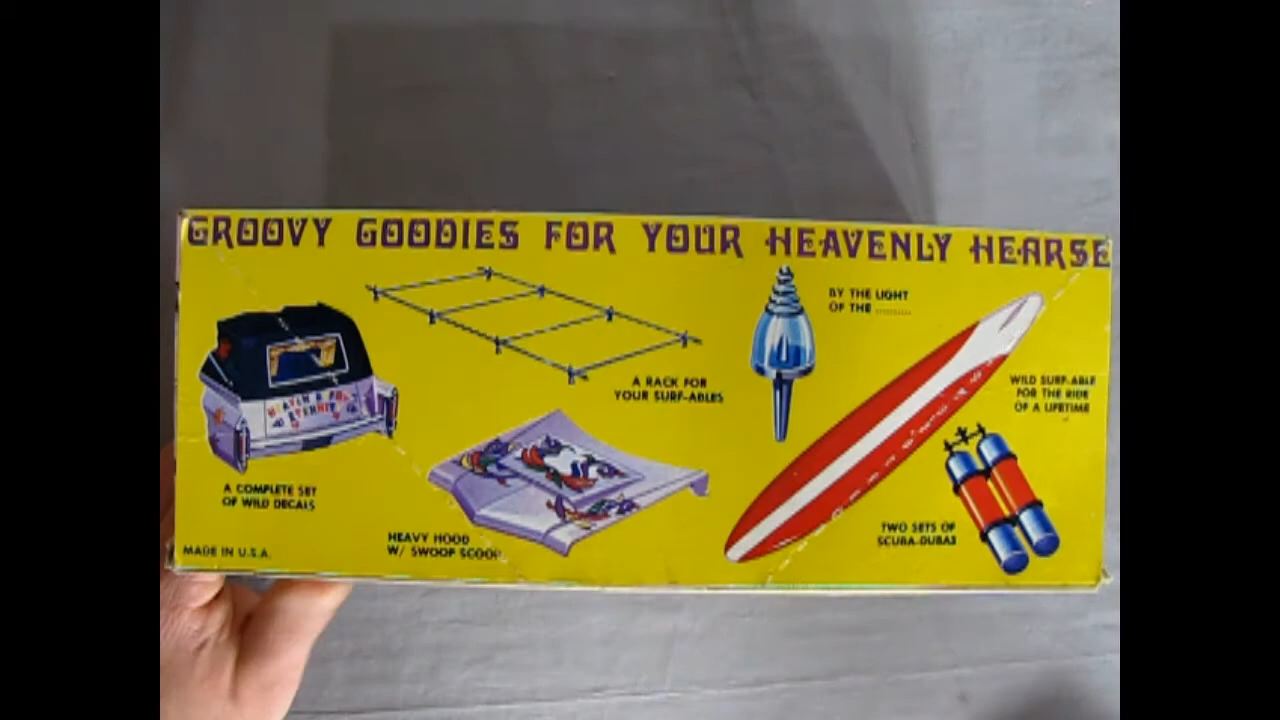 GROOVY GOODIES FOR YOUR HEAVENLY HEARSE
BY THE LIGHT
OF THE .........
A RACK FOR
YOUR SURF-ABLES
WILD SURF-ABLE
FOR THE RIDE
OF A LIFETIME
HEAVEN
ETERNITY
A COMPLETE SET
OF WILD DECALS
HEAVY HOOD
W/ SWOOP SCOOP
TWO SETS OF
SCUBA-DUBAS
MADE IN U.S.A.